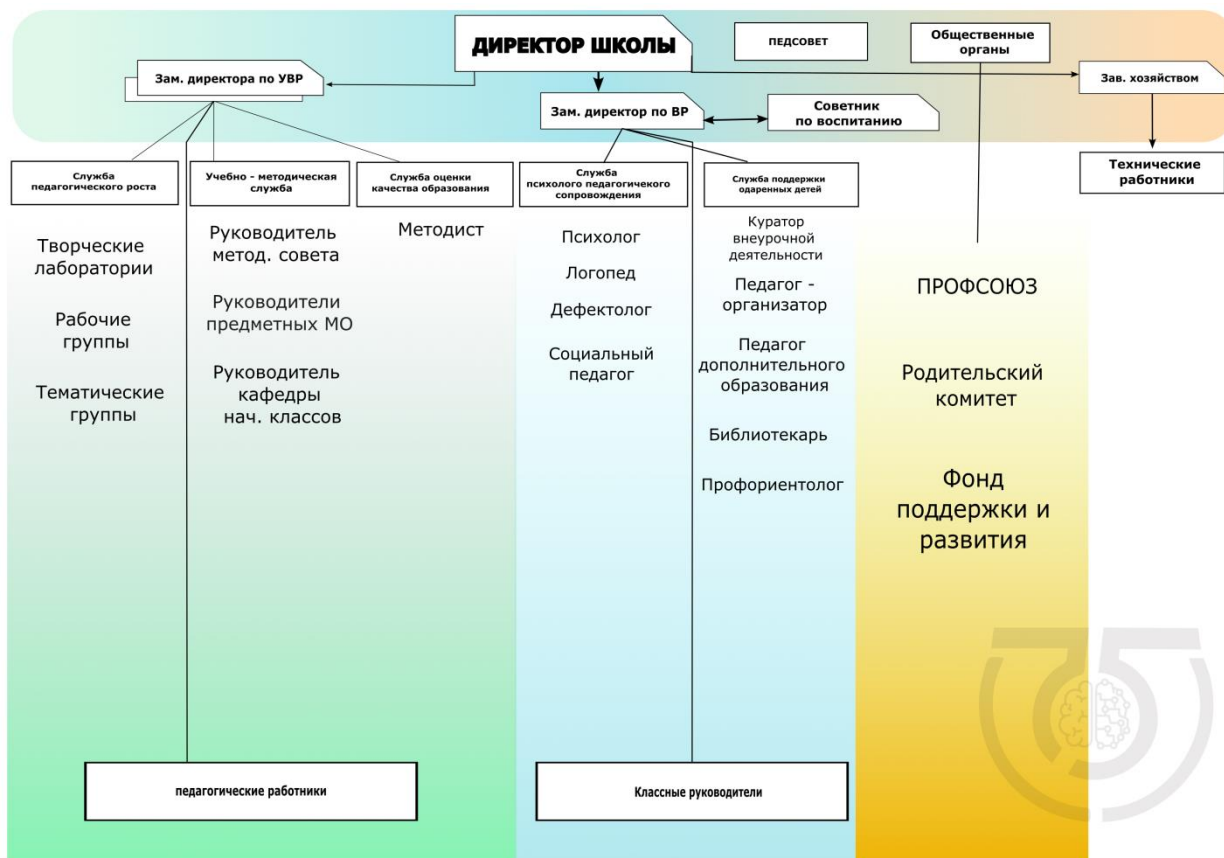 ДИРЕКТОР ШКОЛЫ
ПЕДСОВЕТ
Общественные
органы
Зам. директора по УВР
Зав. хозяйством
Зам. директор по ВР
Советник
по воспитанию
Технические
работники
Служба
педагогического роста
Учебно - методическая
служба
Служба оценки
качества образования
Служба
психолого педагогичекого
сопровождения
Служба поддержки
одаренных детей
Творческие
лаборатории
Рабочие
группы
Тематические
группы
Руководитель
метод. совета
Руководители
предметных МО
Руководитель
кафедры
нач. классов
Методист
Психолог
Логопед
Дефектолог
Социальный
педагог
Куратор
внеурочной
деятельности
Педагог -
организатор
Педагог
дополнительного
образования
Библиотекарь
Профориентолог
ПРОФСОЮЗ
Родительский
комитет
Фонд
поддержки и
развития
75
педагогические работники
Классные руководители